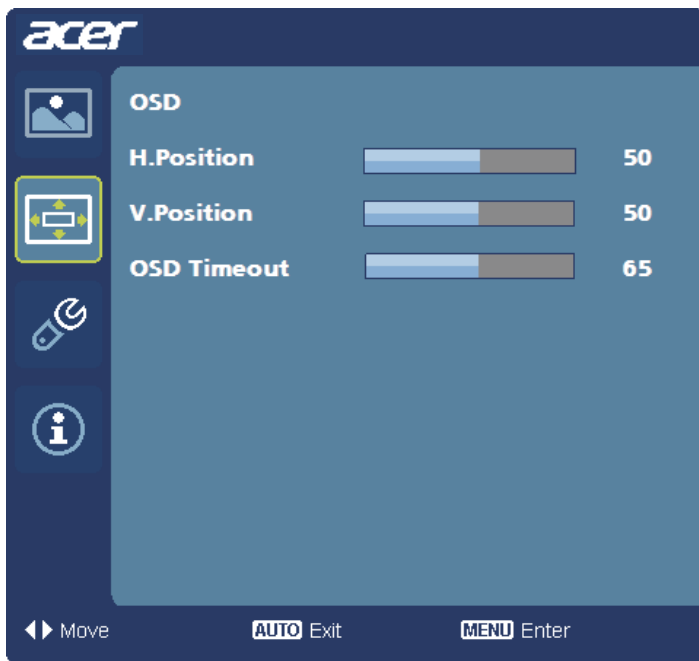 acer
OSD
H.Position 50
V.Position 50
OSD Timeout 65
Move AUTO Exit MENU Enter